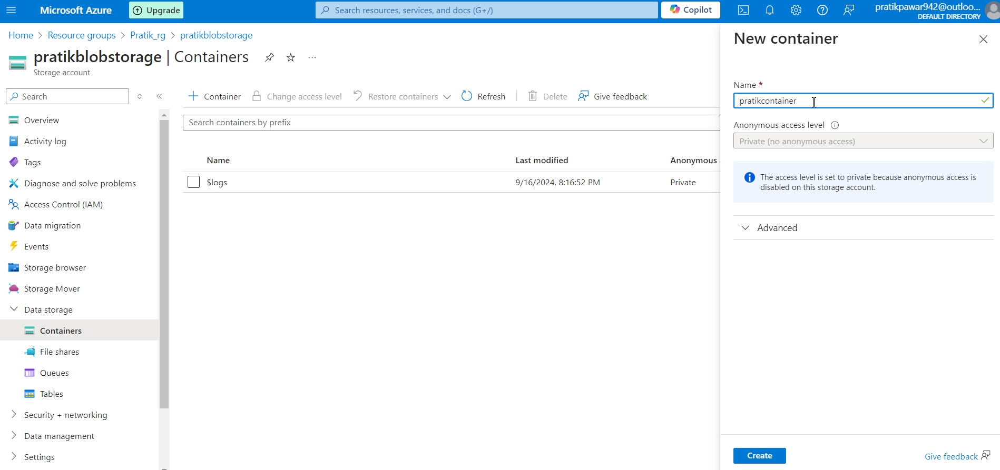 Microsoft Azure
Upgrade
Search resources, services, and docs (G+/)
Copilot
pratikpawar942@outloo...
DEFAULT DIRECTORY
Home > Resource groups > Pratik_rg > pratikblobstorage
pratikblobstorage | Containers
Storage account
Search
Container
Change access level
Restore containers
Refresh
Delete
Give feedback
Search containers by prefix
Name Last modified Anonymous
$logs 9/16/2024, 8:16:52 PM Private
Overview
Activity log
Tags
Diagnose and solve problems
Access Control (IAM)
Data migration
Events
Storage browser
Storage Mover
Data storage
Containers
File shares
Queues
Tables
Security + networking
Data management
Settings
New container
Name *
pratikcontainer
Anonymous access level
Private (no anonymous access)
The access level is set to private because anonymous access is
disabled on this storage account.
Advanced
Create
Give feedback